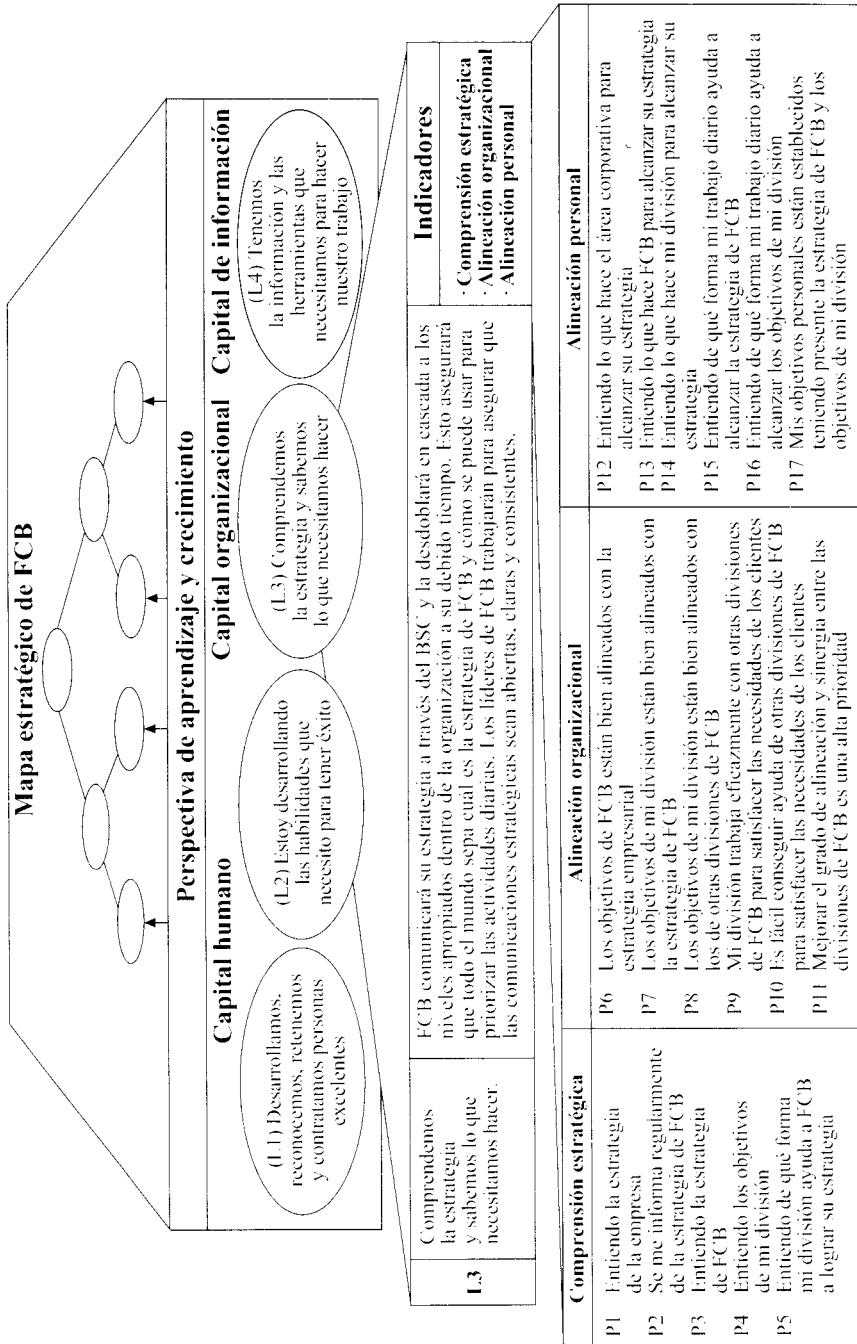 Mapa estratégico de FCB
Perspectiva de aprendizaje y crecimiento
Capital humano
Capital organizacional
Capital de información
(L1) Desarrollamos,
reconocemos, retenemos
y contratamos personas
excelentes
(L2) Estoy desarrollando
las habilidades que
necesito para tener éxito
(L3) Comprendemos
la estrategia y sabemos
lo que necesitamos hacer
(L4) Tenemos
la información y las
herramientas que
necesitamos para hacer
nuestro trabajo
L3
Comprendemos
la estrategia
y sabemos lo que
necesitamos hacer.
FCB comunicará su estrategia a través del BSC y la desdoblará en cascada a los
niveles apropiados dentro de la organización a su debido tiempo. Esto asegurará
que todo el mundo sepa cuál es la estrategia de FCB y cómo se puede usar para
priorizar las actividades diarias. Los líderes de FCB trabajarán para asegurar que
las comunicaciones estratégicas sean abiertas, claras y consistentes.
Indicadores
· Comprensión estratégica
· Alineación organizacional
· Alineación personal
Comprensión estratégica
P1 Entiendo la estrategia
de la empresa
P2 Se me informa regularmente
de la estrategia de FCB
P3 Entiendo la estrategia
de FCB
P4 Entiendo los objetivos
de mi división
P5 Entiendo de qué forma
mi división ayuda a FCB
a lograr su estrategia
Alineación organizacional
P6 Los objetivos de FCB están bien alineados con la
estrategia empresarial
P7 Los objetivos de mi división están bien alineados con
la estrategia de FCB
P8 Los objetivos de mi división están bien alineados con
los de otras divisiones de FCB
P9 Mi división trabaja eficazmente con otras divisiones
de FCB para satisfacer las necesidades de los clientes
P10 Es fácil conseguir ayuda de otras divisiones de FCB
para satisfacer las necesidades de los clientes
P11 Mejorar el grado de alineación y sinergia entre las
divisiones de FCB es una alta prioridad
Alineación personal
P12 Entiendo lo que hace el área corporativa para
alcanzar su estrategia
P13 Entiendo lo que hace FCB para alcanzar su estrategia
P14 Entiendo lo que hace mi división para alcanzar su
estrategia
P15 Entiendo de qué forma mi trabajo diario ayuda a
alcanzar la estrategia de FCB
P16 Entiendo de qué forma mi trabajo diario ayuda a
alcanzar los objetivos de mi división
P17 Mis objetivos personales están establecidos
teniendo presente la estrategia de FCB y los
objetivos de mi división